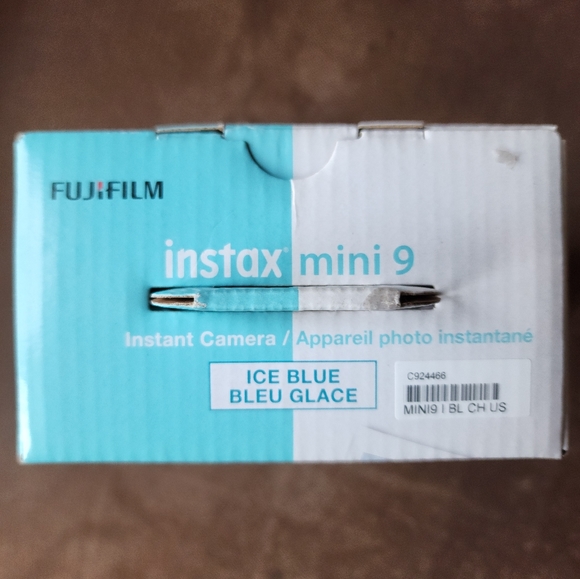 FUJIFILM
instax® mini 9
Instant Camera / Appareil photo instantané
ICE BLUE
BLEU GLACE
C924466
MINI9 I BL CH US